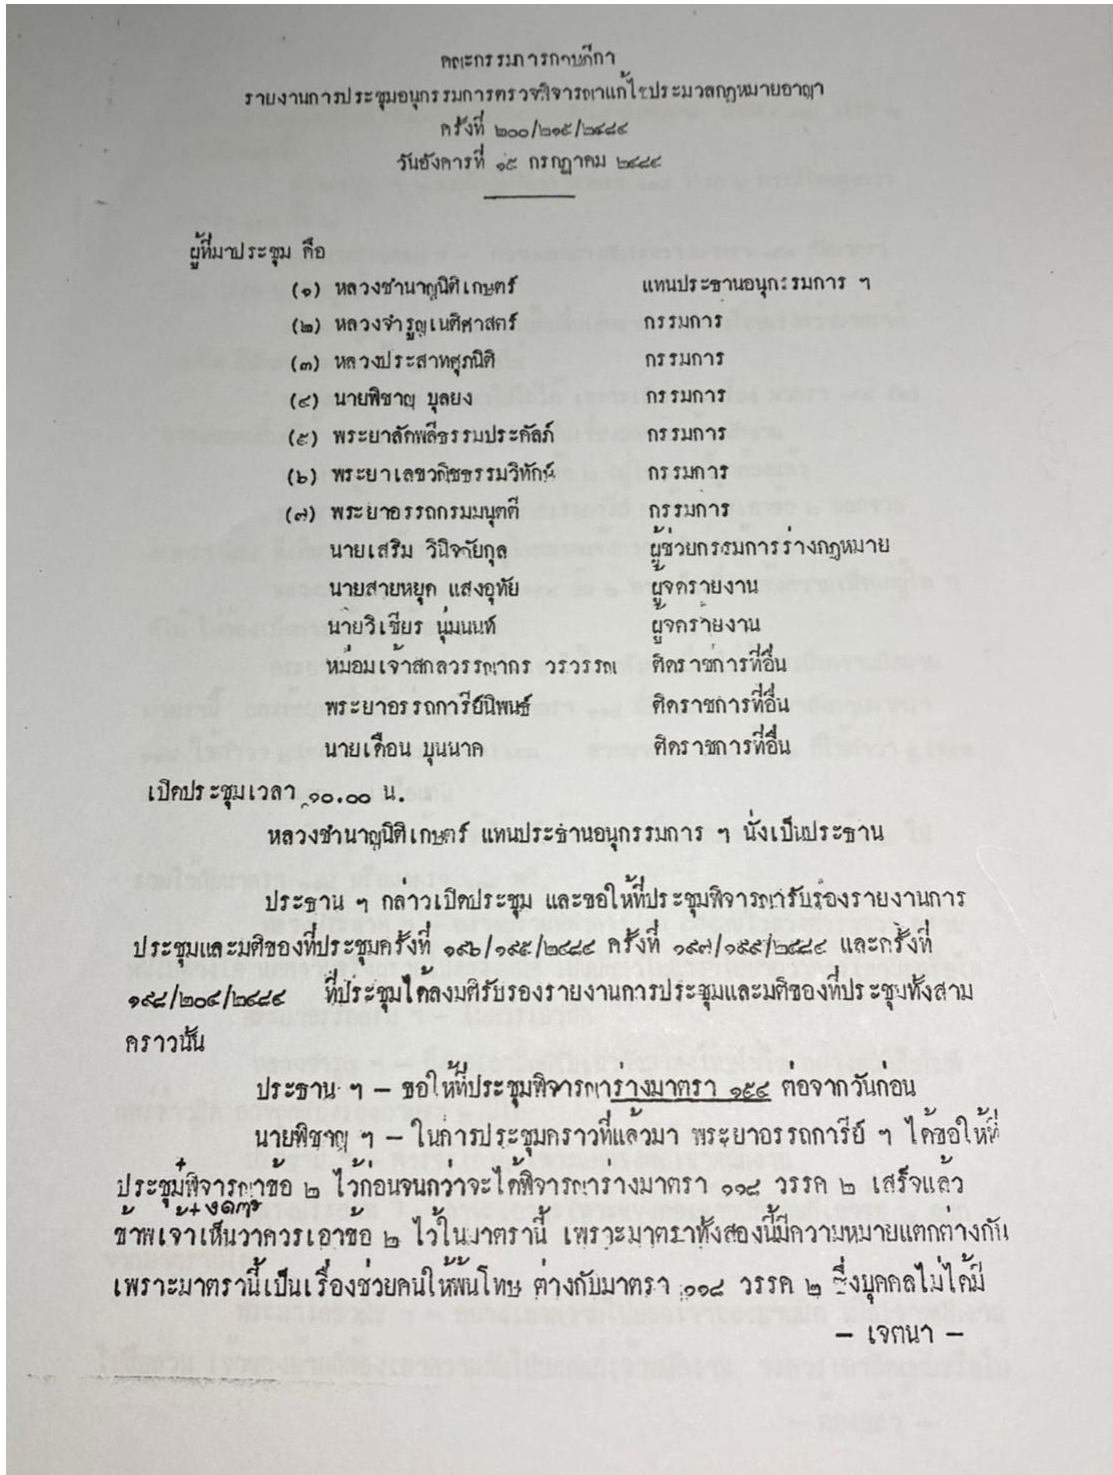 คณะกรรมการกฤษฎีกา
รายงานการประชุมอนุกรรมการตรวจพิจารณาแก้ไขประมวลกฎหมายอาญา
ครั้งที่ ๒๐๐/๒๑๕/๒๔๘๔
วันอังคารที่ ๑๕ กรกฎาคม ๒๔๘๔
ผู้ที่มาประชุม คือ
(๑) หลวงชำนาญนิติเกษตร์ แทนประธานอนุกรรมการ ฯ
(๒) หลวงจำรูญเนติศาสตร์ กรรมการ
(๓) หลวงประสาทศุภนิติ กรรมการ
(๔) นายพิชาญ บุลยง กรรมการ
(๕) พระยาลัดพลีธรรมประคัลภ์ กรรมการ
(๖) พระยาเลขวณิชธรรมวิทักษ์ กรรมการ
(๗) พระยาอรรถกรมมนุตตี กรรมการ
นายเสริม วินิจฉัยกุล ผู้ช่วยกรรมการร่างกฎหมาย
นายสายหยุด แสงอุทัย ผู้จดรายงาน
นายวิเชียร นุ่มนนท์ ผู้จดรายงาน
หม่อมเจ้าสกลวรรณากร วรวรรณ ติดราชการที่อื่น
พระยาอรรถการีย์นิพนธ์ ติดราชการที่อื่น
นายเดือน บุนนาค ติดราชการที่อื่น
เปิดประชุมเวลา ๑๐.๐๐ น.
หลวงชำนาญนิติเกษตร์ แทนประธานอนุกรรมการ ฯ นั่งเป็นประธาน
ประธาน ฯ กล่าวเปิดประชุม และขอให้ที่ประชุมพิจารณารับรองรายงานการ
ประชุมและมติของที่ประชุมครั้งที่ ๑๙๖/๑๙๕/๒๔๘๔ ครั้งที่ ๑๙๗/๑๙๙/๒๔๘๔ และครั้งที่
๑๙๘/๒๐๔/๒๔๘๔ ที่ประชุมได้ลงมติรับรองรายงานการประชุมและมติของที่ประชุมทั้งสาม
คราวนั้น
ประธาน ฯ – ขอให้ที่ประชุมพิจารณาร่างมาตรา ๑๕๔ ต่อจากวันก่อน
นายพิชาญ ฯ – ในการประชุมคราวที่แล้วมา พระยาอรรถการีย์ ฯ ได้ขอให้ที่
ประชุมพิจารณาข้อ ๒ ไว้ก่อนจนกว่าจะได้พิจารณาร่างมาตรา ๑๑๘ วรรค ๒ เสร็จแล้ว
+งดการ
ข้าพเจ้าเห็นว่าควรเอาข้อ ๒ ไว้ในมาตรานี้ เพราะมาตราทั้งสองนี้มีความหมายแตกต่างกัน
เพราะมาตรานี้เป็นเรื่องช่วยคนให้พ้นโทษ ต่างกับมาตรา ๑๑๘ วรรค ๒ ซึ่งบุคคลไม่ได้มี
– เจตนา –